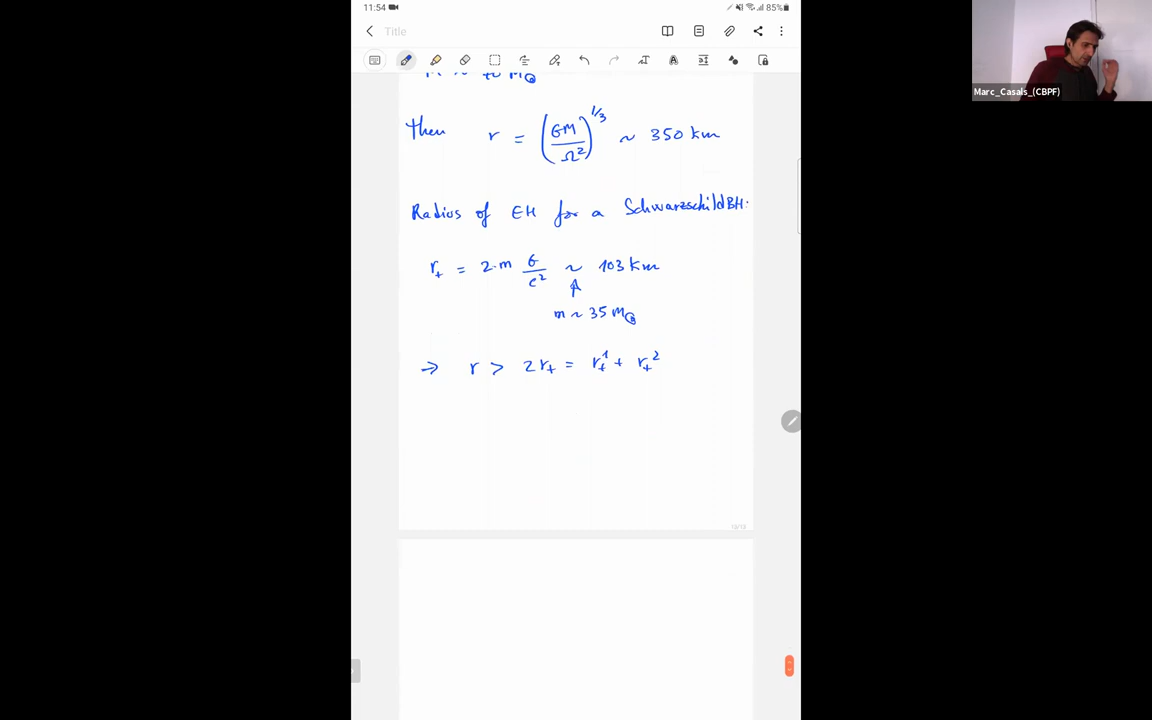 11:54 85%
Title
Marc_Casals_(CBPF)
M ~ 70 M☉
Then r = (GM/Ω²)^1/3 ~ 350 km
Radius of EH for a Schwarzschild BH:
r₊ = 2·m G/c² ~ 103 km
m ~ 35 M☉
⇒ r > 2r₊ = r₊¹ + r₊²